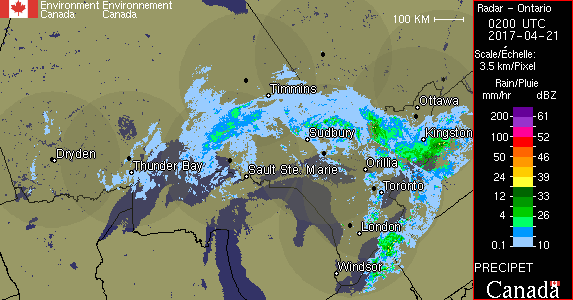 Environment Environnement
Canada Canada
100 KM
Timmins
Ottawa
Sudbury
Kingston
Dryden
Thunder Bay
Sault Ste. Marie
Orillia
Toronto
London
Windsor
Radar - Ontario
0200 UTC
2017-04-21
Scale/Échelle:
3.5 km/Pixel
Rain/Pluie
mm/hr dBZ
200 61
100 52
50 46
24 39
12 33
4 26
0.1 10
PRECIPET
Canada